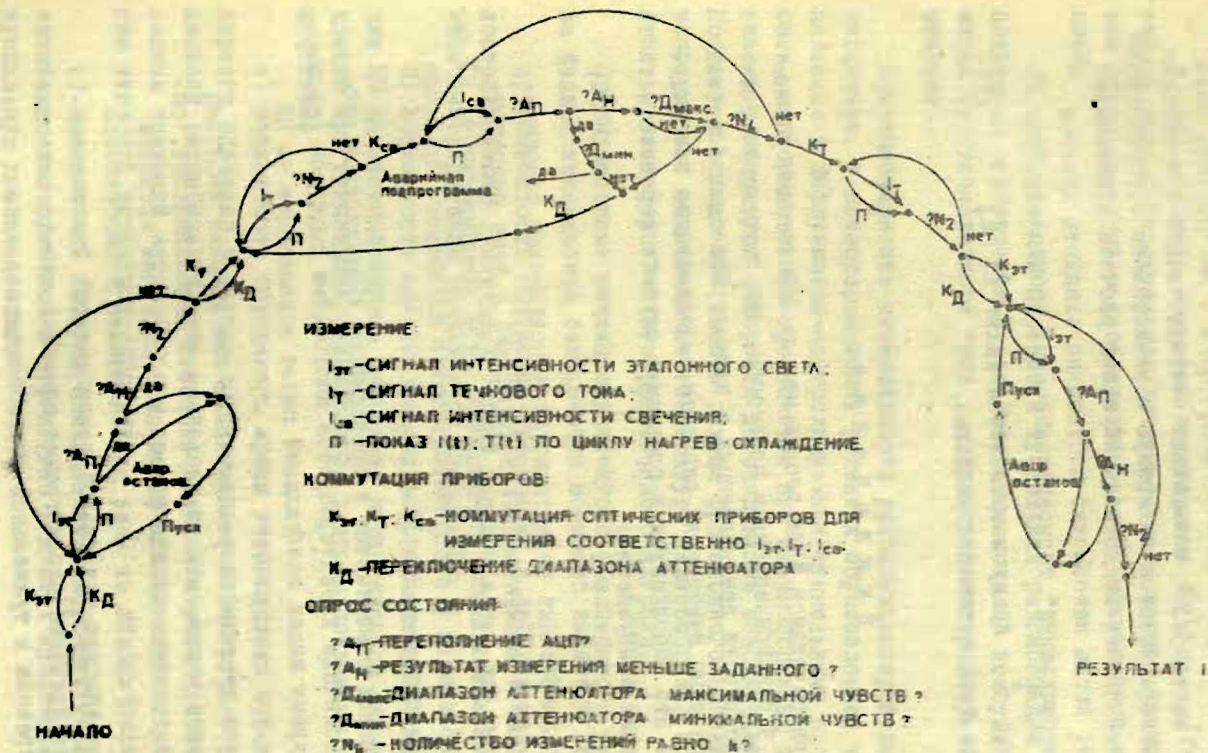 Iсв
?Aп
?Aн
?Дмакс.
нет
Kсв
П
да
нет
?N4
нет
Kт
?Дмин.
нет
да
нет
Аварийная
подпрограмма
Kд
?N2
Iт
П
Iт
П
?N2
нет
Kэт
Kд
нет
Kт
Kд
?N2
?Aн
да
?Aп
да
Авар.
останов.
Пуск
Iэт
П
Kэт
Kд
НАЧАЛО
Iэт
П
Пуск
?Aп
Авар
останов
?Aн
?N2
нет
РЕЗУЛЬТАТ I
ИЗМЕРЕНИЕ:
Iэт-СИГНАЛ ИНТЕНСИВНОСТИ ЭТАЛОННОГО СВЕТА;
Iт-СИГНАЛ ТЕМНОВОГО ТОКА;
Iсв-СИГНАЛ ИНТЕНСИВНОСТИ СВЕЧЕНИЯ;
П -ПОКАЗ I(t), T(t) ПО ЦИКЛУ НАГРЕВ-ОХЛАЖДЕНИЕ
КОММУТАЦИЯ ПРИБОРОВ:
Kэт, Kт, Kсв-КОММУТАЦИЯ ОПТИЧЕСКИХ ПРИБОРОВ ДЛЯ
ИЗМЕРЕНИЯ СООТВЕТСТВЕННО Iэт, Iт, Iсв.
Kд-ПЕРЕКЛЮЧЕНИЕ ДИАПАЗОНА АТТЕНЮАТОРА
ОПРОС СОСТОЯНИЯ:
?Aп-ПЕРЕПОЛНЕНИЕ АЦП?
?Aн-РЕЗУЛЬТАТ ИЗМЕРЕНИЯ МЕНЬШЕ ЗАДАННОГО ?
?Дмакс-ДИАПАЗОН АТТЕНЮАТОРА МАКСИМАЛЬНОЙ ЧУВСТВ ?
?Дмин-ДИАПАЗОН АТТЕНЮАТОРА МИНИМАЛЬНОЙ ЧУВСТВ ?
?Nk - КОЛИЧЕСТВО ИЗМЕРЕНИЙ РАВНО k?